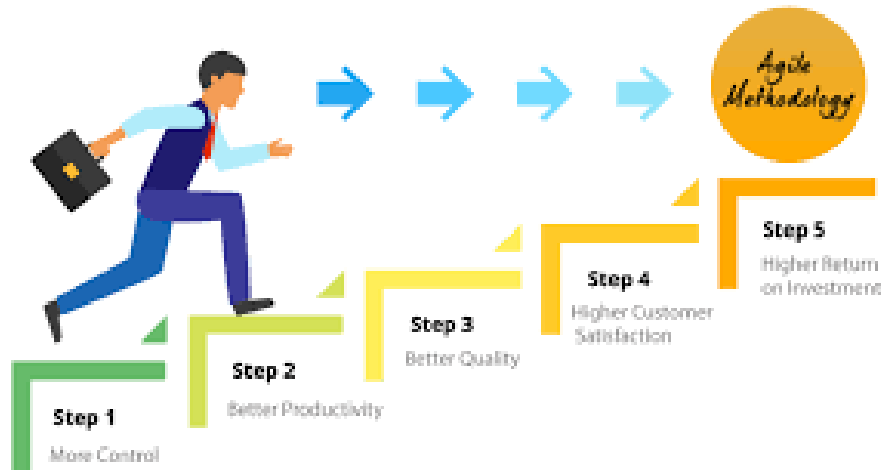 Agile
Methodology
Step 1
More Control
Step 2
Better Productivity
Step 3
Better Quality
Step 4
Higher Customer
Satisfaction
Step 5
Higher Return
on Investment